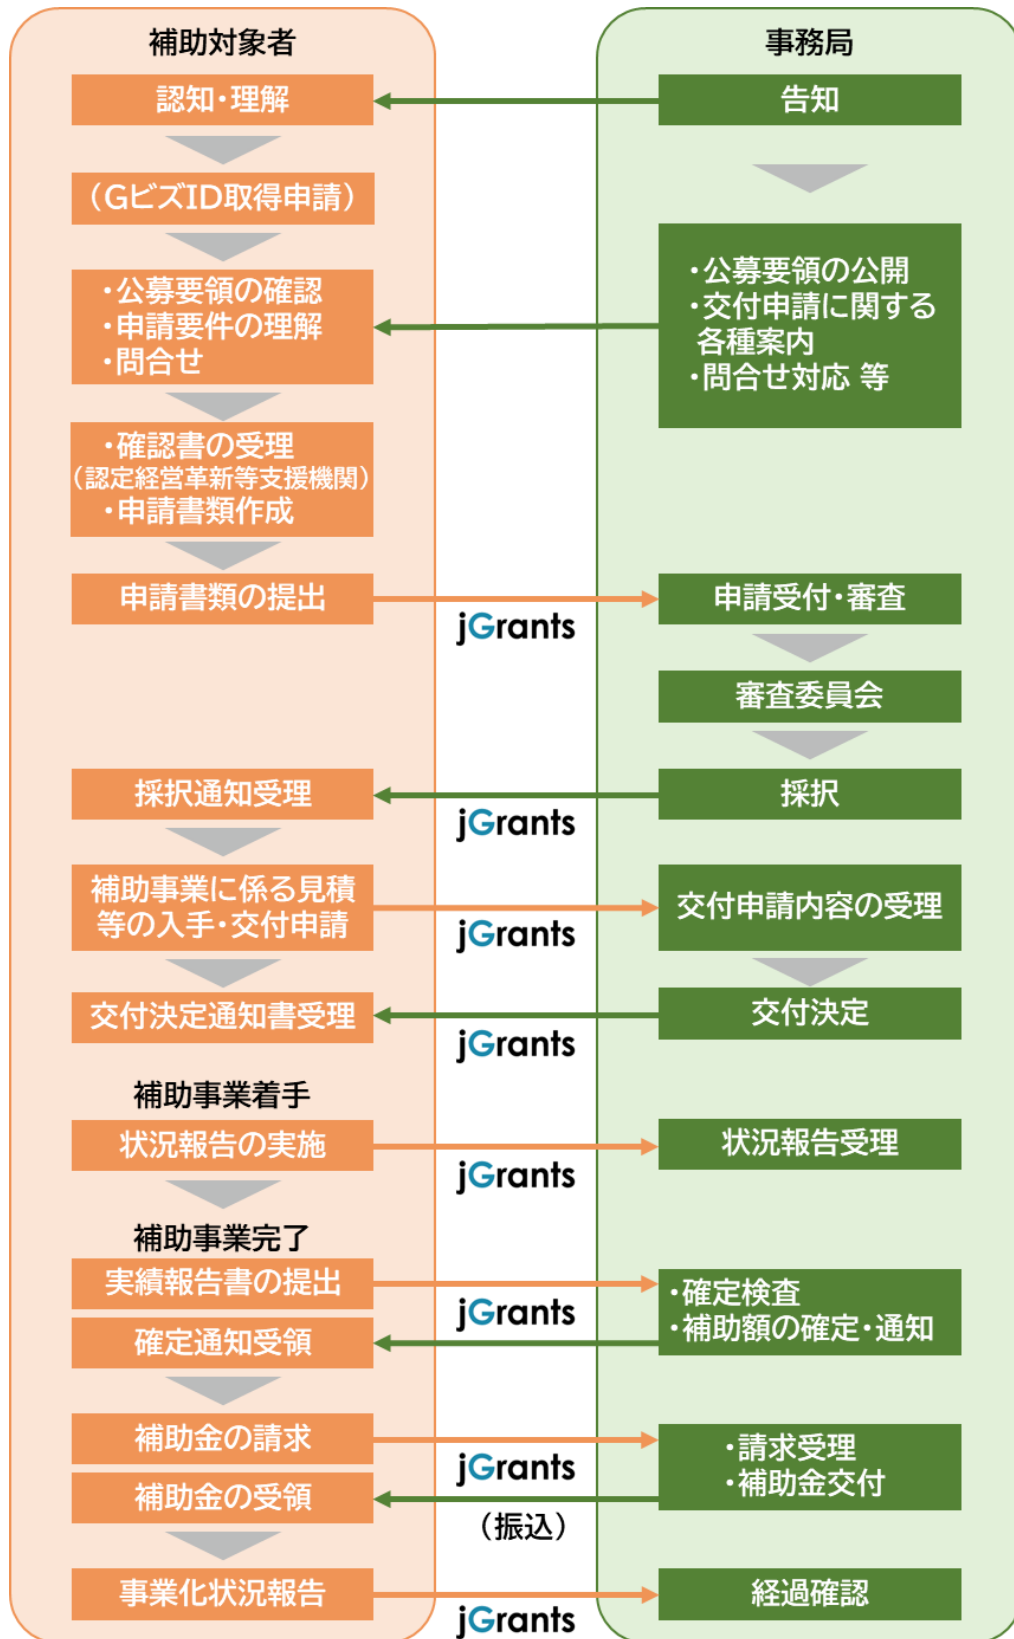 補助対象者
事務局
認知・理解
告知
（GビズID取得申請）
・公募要領の確認
・申請要件の理解
・問合せ
・公募要領の公開
・交付申請に関する
各種案内
・問合せ対応 等
・確認書の受理
（認定経営革新等支援機関）
・申請書類作成
申請書類の提出
jGrants
申請受付・審査
審査委員会
採択通知受理
jGrants
採択
補助事業に係る見積
等の入手・交付申請
jGrants
交付申請内容の受理
交付決定通知書受理
jGrants
交付決定
補助事業着手
状況報告の実施
jGrants
状況報告受理
補助事業完了
実績報告書の提出
jGrants
・確定検査
・補助額の確定・通知
確定通知受領
補助金の請求
jGrants
・請求受理
・補助金交付
補助金の受領
（振込）
事業化状況報告
jGrants
経過確認